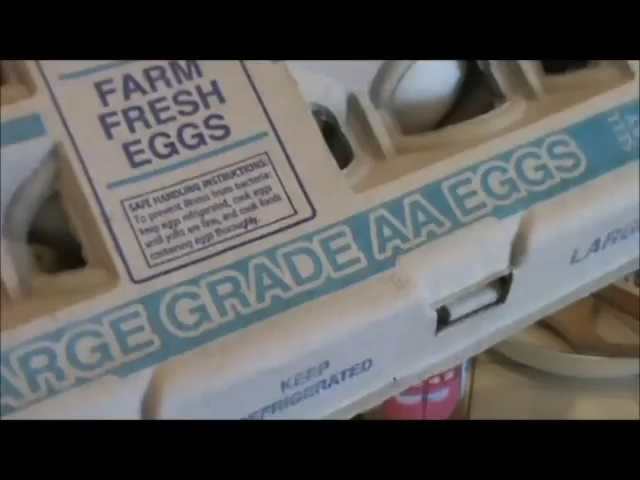 FARM
FRESH
EGGS
SAFE HANDLING INSTRUCTIONS:
To prevent illness from bacteria:
keep eggs refrigerated, cook eggs
until yolks are firm, and cook foods
containing eggs thoroughly.
ARGE GRADE AA EGGS
LARG
KEEP
REFRIGERATED